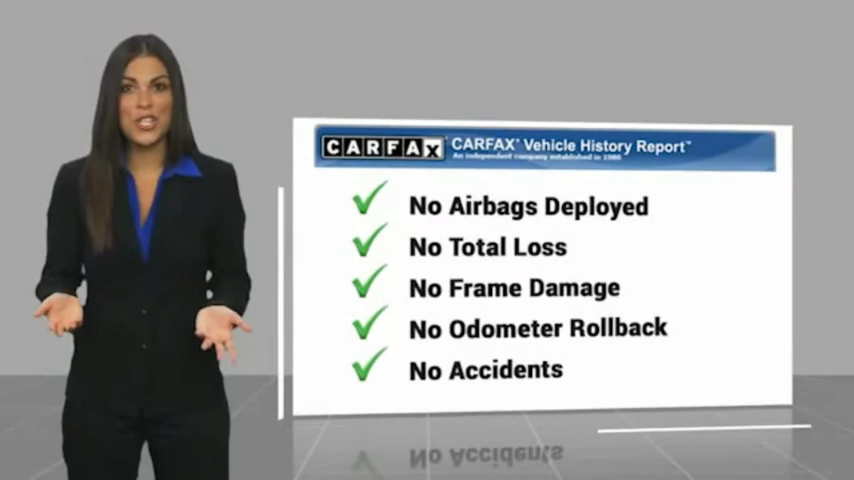 CARFAX
CARFAX® Vehicle History Report™
An independent company established in 1986
No Airbags Deployed
No Total Loss
No Frame Damage
No Odometer Rollback
No Accidents
No Accidents